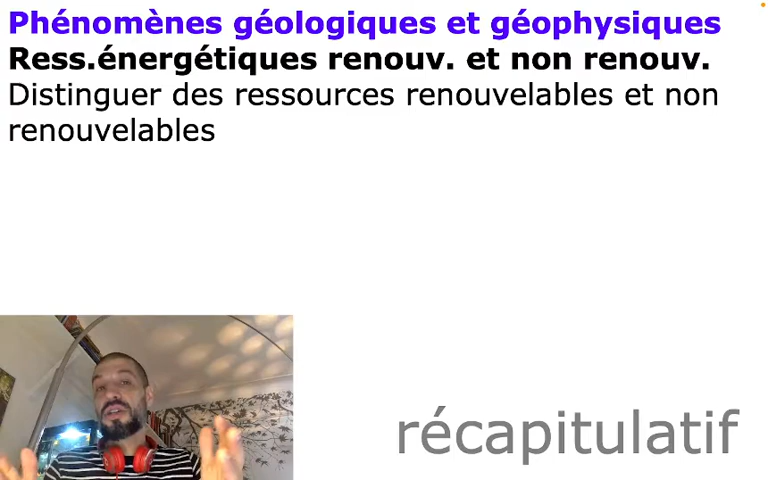 Phénomènes géologiques et géophysiques
Ress.énergétiques renouv. et non renouv.
Distinguer des ressources renouvelables et non
renouvelables
récapitulatif